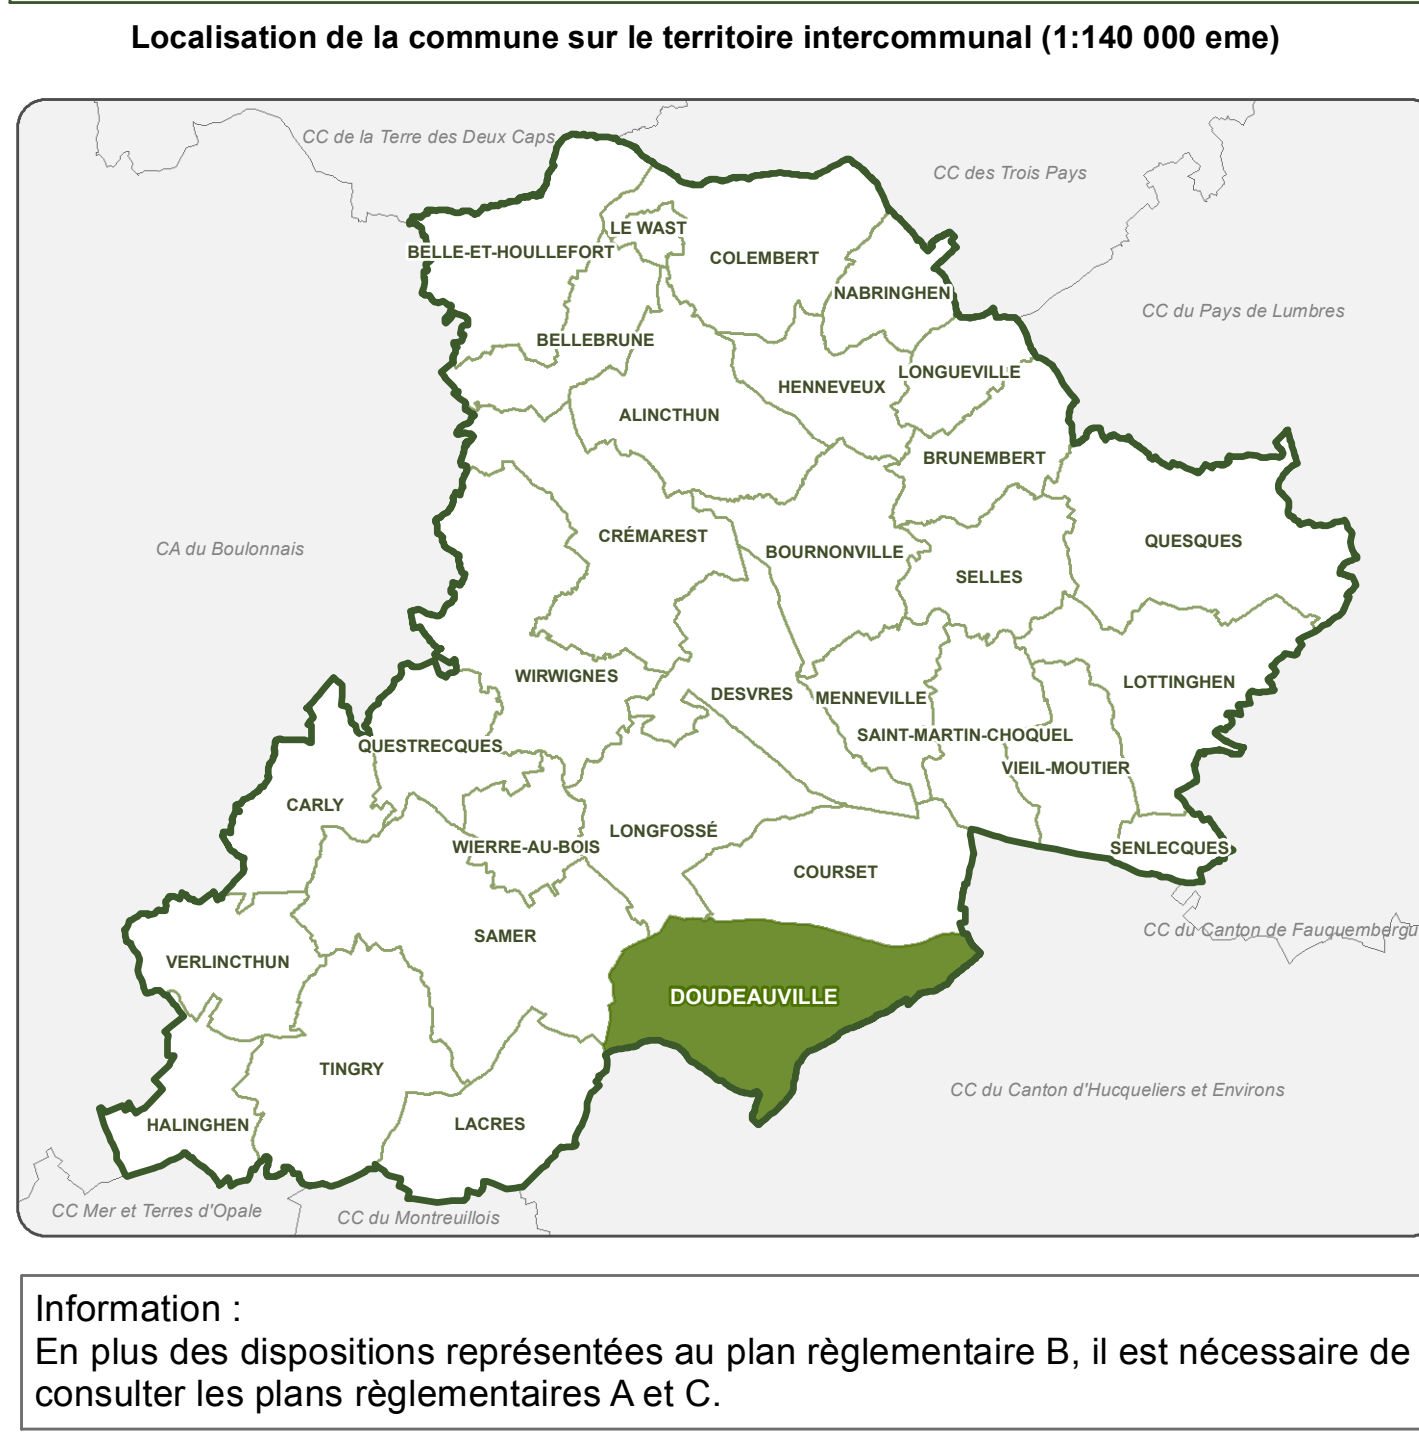 Localisation de la commune sur le territoire intercommunal (1:140 000 eme)
CC de la Terre des Deux Caps
CC des Trois Pays
LE WAST
BELLE-ET-HOULLEFORT
COLEMBERT
NABRINGHEN
CC du Pays de Lumbres
BELLEBRUNE
LONGUEVILLE
HENNEVEUX
ALINCTHUN
BRUNEMBERT
CRÉMAREST
QUESQUES
CA du Boulonnais
BOURNONVILLE
SELLES
WIRWIGNES
LOTTINGHEN
DESVRES
MENNEVILLE
SAINT-MARTIN-CHOQUEL
QUESTRECQUES
VIEIL-MOUTIER
CARLY
LONGFOSSÉ
WIERRE-AU-BOIS
SENLECQUES
COURSET
CC du Canton de Fauquembergu
SAMER
VERLINCTHUN
DOUDEAUVILLE
TINGRY
CC du Canton d'Hucqueliers et Environs
HALINGHEN
LACRES
CC Mer et Terres d'Opale
CC du Montreuillois
Information :
En plus des dispositions représentées au plan règlementaire B, il est nécessaire de
consulter les plans règlementaires A et C.